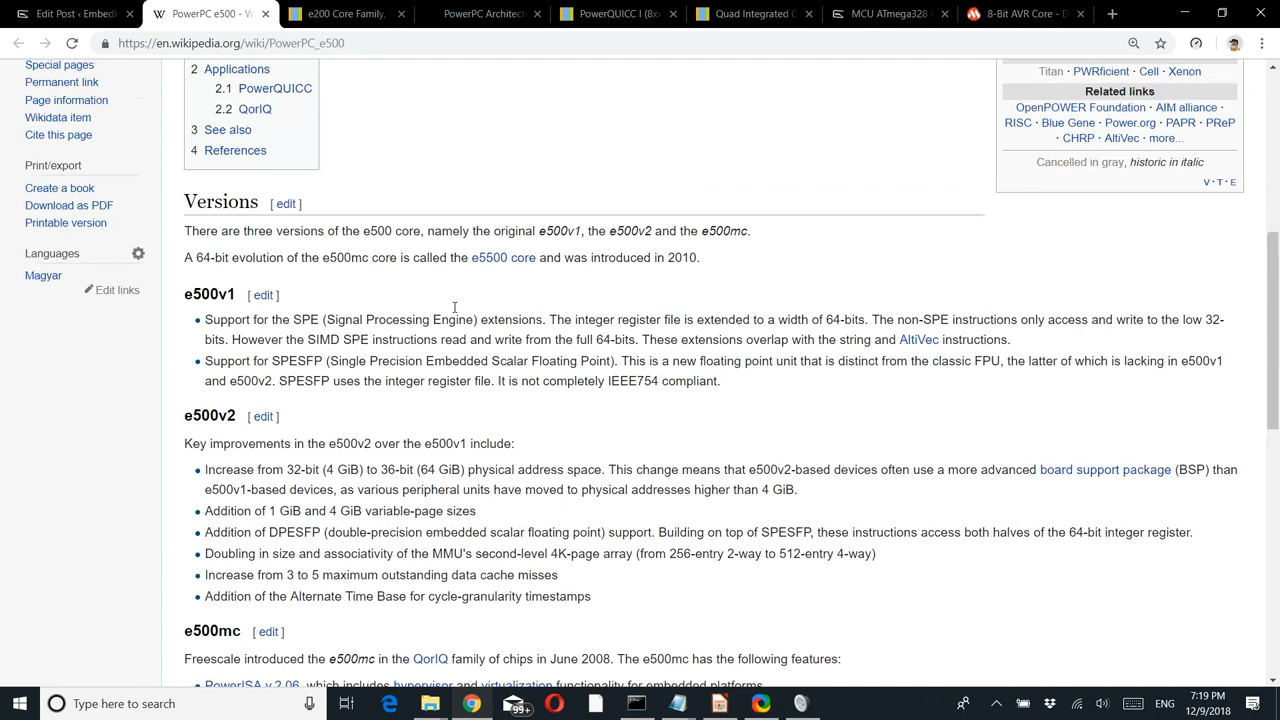 Edit Post ‹ Embed
PowerPC e500 - W
e200 Core Family,
PowerPC Architect
PowerQUICC I (8xx
Quad Integrated C
MCU ATmega328
8-Bit AVR Core - D
https://en.wikipedia.org/wiki/PowerPC_e500
Special pages
Permanent link
Page information
Wikidata item
Cite this page
Print/export
Create a book
Download as PDF
Printable version
Languages
Magyar
Edit links
2 Applications
2.1 PowerQUICC
2.2 QorIQ
3 See also
4 References
Titan · PWRficient · Cell · Xenon
Related links
OpenPOWER Foundation · AIM alliance ·
RISC · Blue Gene · Power.org · PAPR · PReP
· CHRP · AltiVec · more...
Cancelled in gray, historic in italic
V · T · E
Versions [ edit ]
There are three versions of the e500 core, namely the original e500v1, the e500v2 and the e500mc.
A 64-bit evolution of the e500mc core is called the e5500 core and was introduced in 2010.
e500v1 [ edit ]
• Support for the SPE (Signal Processing Engine) extensions. The integer register file is extended to a width of 64-bits. The non-SPE instructions only access and write to the low 32-
bits. However the SIMD SPE instructions read and write from the full 64-bits. These extensions overlap with the string and AltiVec instructions.
• Support for SPESFP (Single Precision Embedded Scalar Floating Point). This is a new floating point unit that is distinct from the classic FPU, the latter of which is lacking in e500v1
and e500v2. SPESFP uses the integer register file. It is not completely IEEE754 compliant.
e500v2 [ edit ]
Key improvements in the e500v2 over the e500v1 include:
• Increase from 32-bit (4 GiB) to 36-bit (64 GiB) physical address space. This change means that e500v2-based devices often use a more advanced board support package (BSP) than
e500v1-based devices, as various peripheral units have moved to physical addresses higher than 4 GiB.
• Addition of 1 GiB and 4 GiB variable-page sizes
• Addition of DPESFP (double-precision embedded scalar floating point) support. Building on top of SPESFP, these instructions access both halves of the 64-bit integer register.
• Doubling in size and associativity of the MMU's second-level 4K-page array (from 256-entry 2-way to 512-entry 4-way)
• Increase from 3 to 5 maximum outstanding data cache misses
• Addition of the Alternate Time Base for cycle-granularity timestamps
e500mc [ edit ]
Freescale introduced the e500mc in the QorIQ family of chips in June 2008. The e500mc has the following features:
• PowerISA v.2.06, which includes hypervisor and virtualization functionality for embedded platforms.
Type here to search
99+
ENG
7:19 PM
12/9/2018